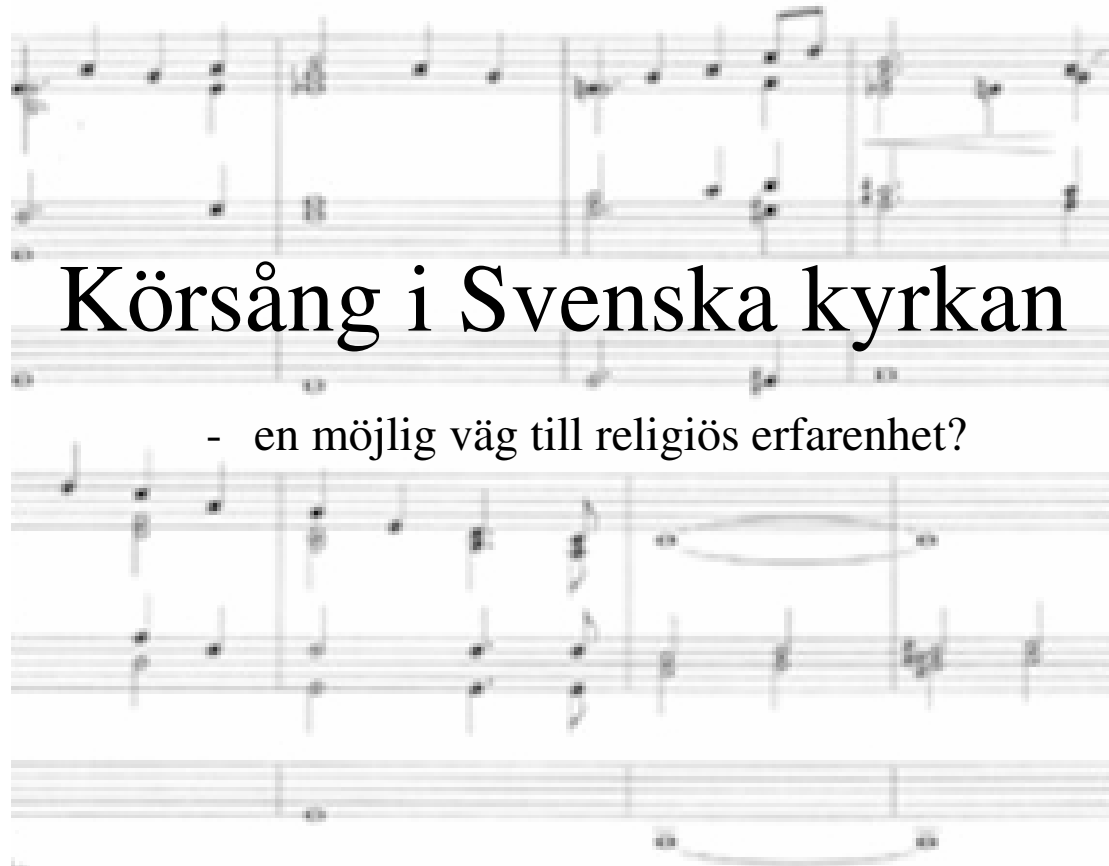 Körsång i Svenska kyrkan
- en möjlig väg till religiös erfarenhet?